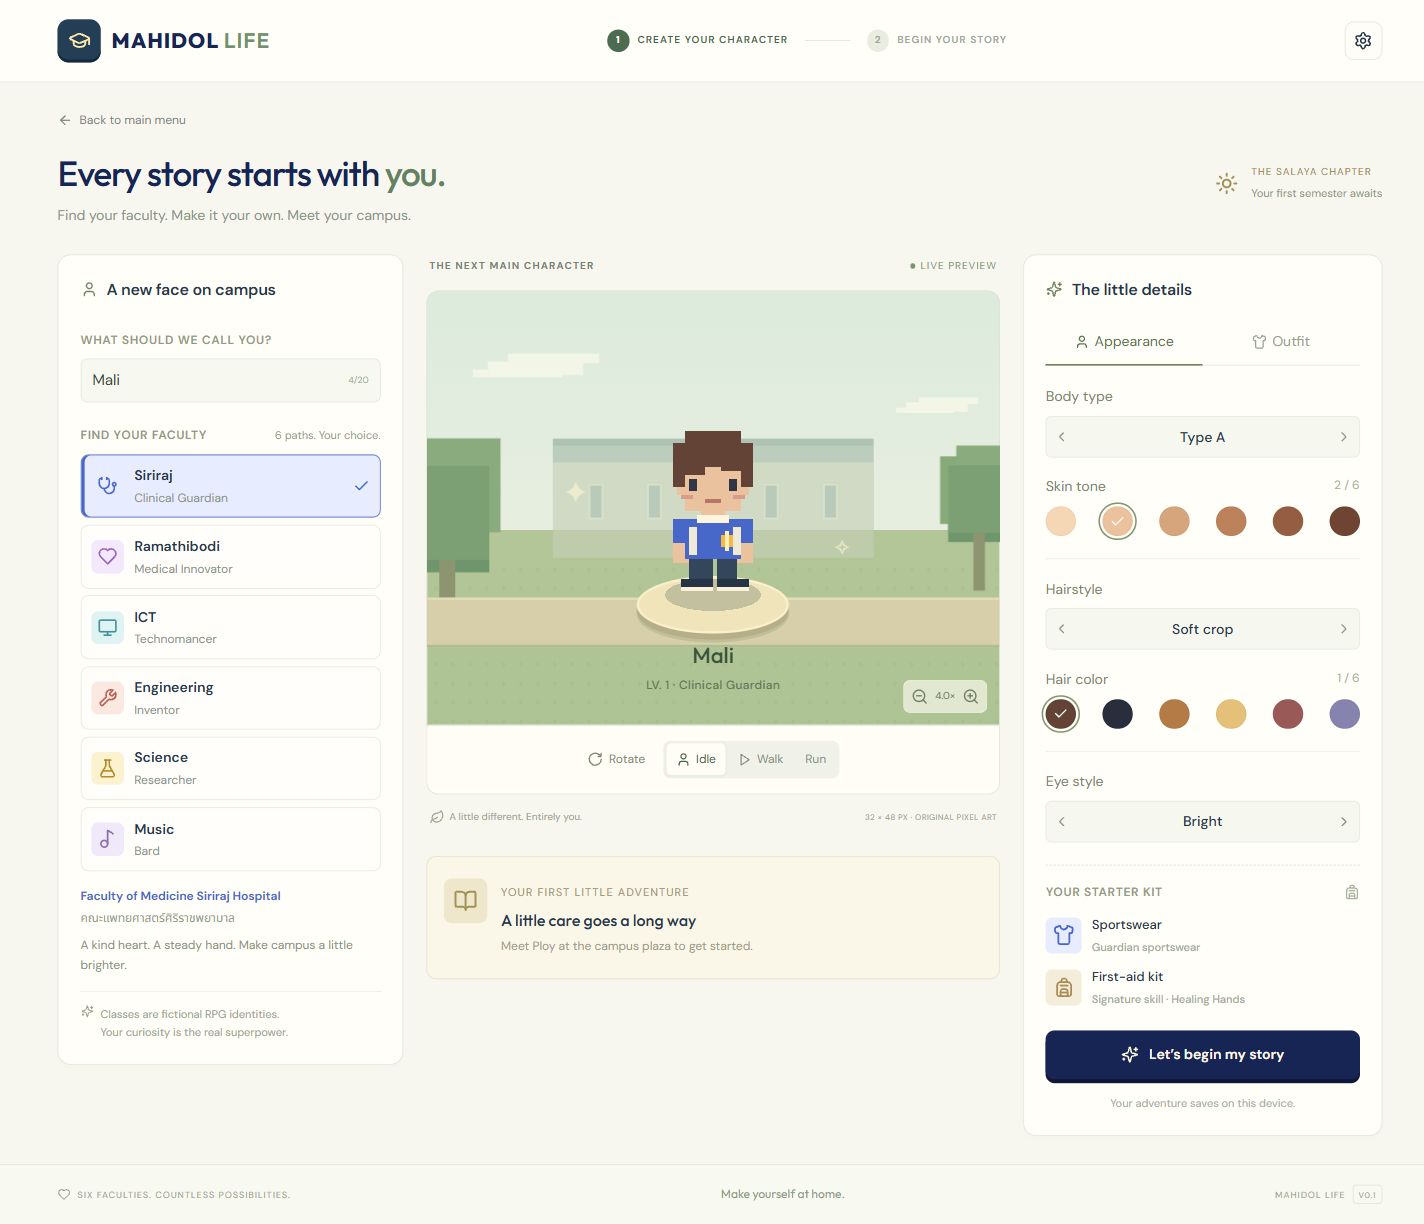 MAHIDOL LIFE
1 CREATE YOUR CHARACTER
2 BEGIN YOUR STORY
Back to main menu
Every story starts with you.
Find your faculty. Make it your own. Meet your campus.
THE SALAYA CHAPTER
Your first semester awaits
A new face on campus
WHAT SHOULD WE CALL YOU?
Mali 4/20
FIND YOUR FACULTY 6 paths. Your choice.
Siriraj
Clinical Guardian
Ramathibodi
Medical Innovator
ICT
Technomancer
Engineering
Inventor
Science
Researcher
Music
Bard
Faculty of Medicine Siriraj Hospital
คณะแพทยศาสตร์ศิริราชพยาบาล
A kind heart. A steady hand. Make campus a little
brighter.
Classes are fictional RPG identities.
Your curiosity is the real superpower.
THE NEXT MAIN CHARACTER
LIVE PREVIEW
Mali
LV. 1 · Clinical Guardian
4.0×
Rotate
Idle
Walk
Run
A little different. Entirely you.
32 × 48 PX · ORIGINAL PIXEL ART
YOUR FIRST LITTLE ADVENTURE
A little care goes a long way
Meet Ploy at the campus plaza to get started.
The little details
Appearance
Outfit
Body type
Type A
Skin tone 2 / 6
Hairstyle
Soft crop
Hair color 1 / 6
Eye style
Bright
YOUR STARTER KIT
Sportswear
Guardian sportswear
First-aid kit
Signature skill · Healing Hands
Let's begin my story
Your adventure saves on this device.
SIX FACULTIES. COUNTLESS POSSIBILITIES.
Make yourself at home.
MAHIDOL LIFE V0.1